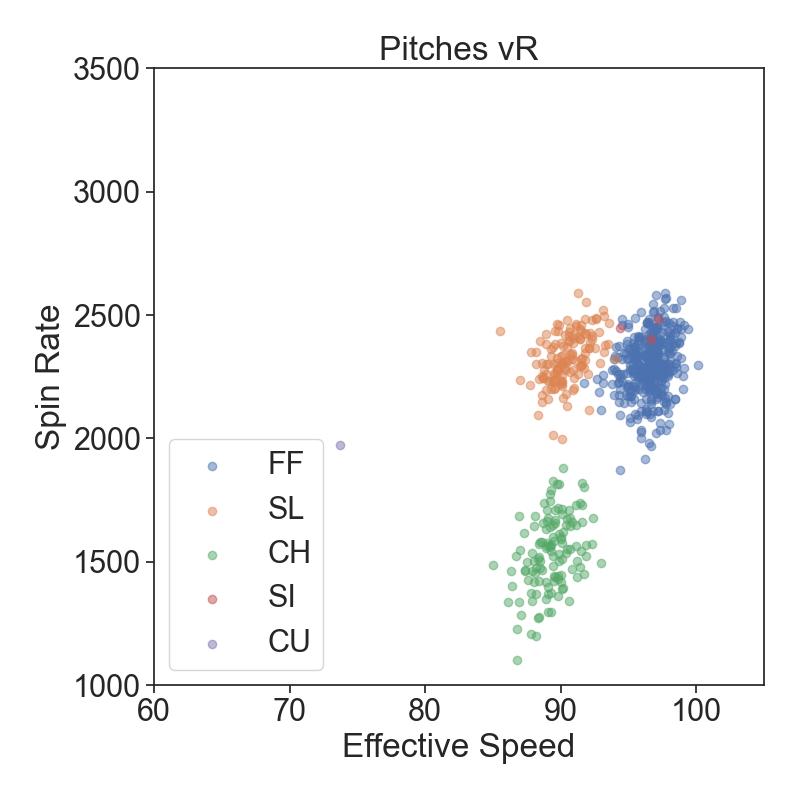 Pitches vR
Spin Rate
3500
3000
2500
2000
1500
1000
FF
SL
CH
SI
CU
60 70 80 90 100
Effective Speed